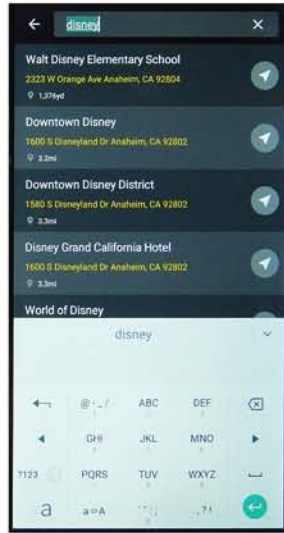 disney
Walt Disney Elementary School
2323 W Orange Ave Anaheim, CA 92804
1,376yd
Downtown Disney
1600 S Disneyland Dr Anaheim, CA 92802
3.3mi
Downtown Disney District
1580 S Disneyland Dr Anaheim, CA 92802
3.3mi
Disney Grand California Hotel
1600 S Disneyland Dr Anaheim, CA 92802
3.3mi
World of Disney
disney
ABC DEF
GHI JKL MNO
?123 PQRS TUV WXYZ
a a⇔A